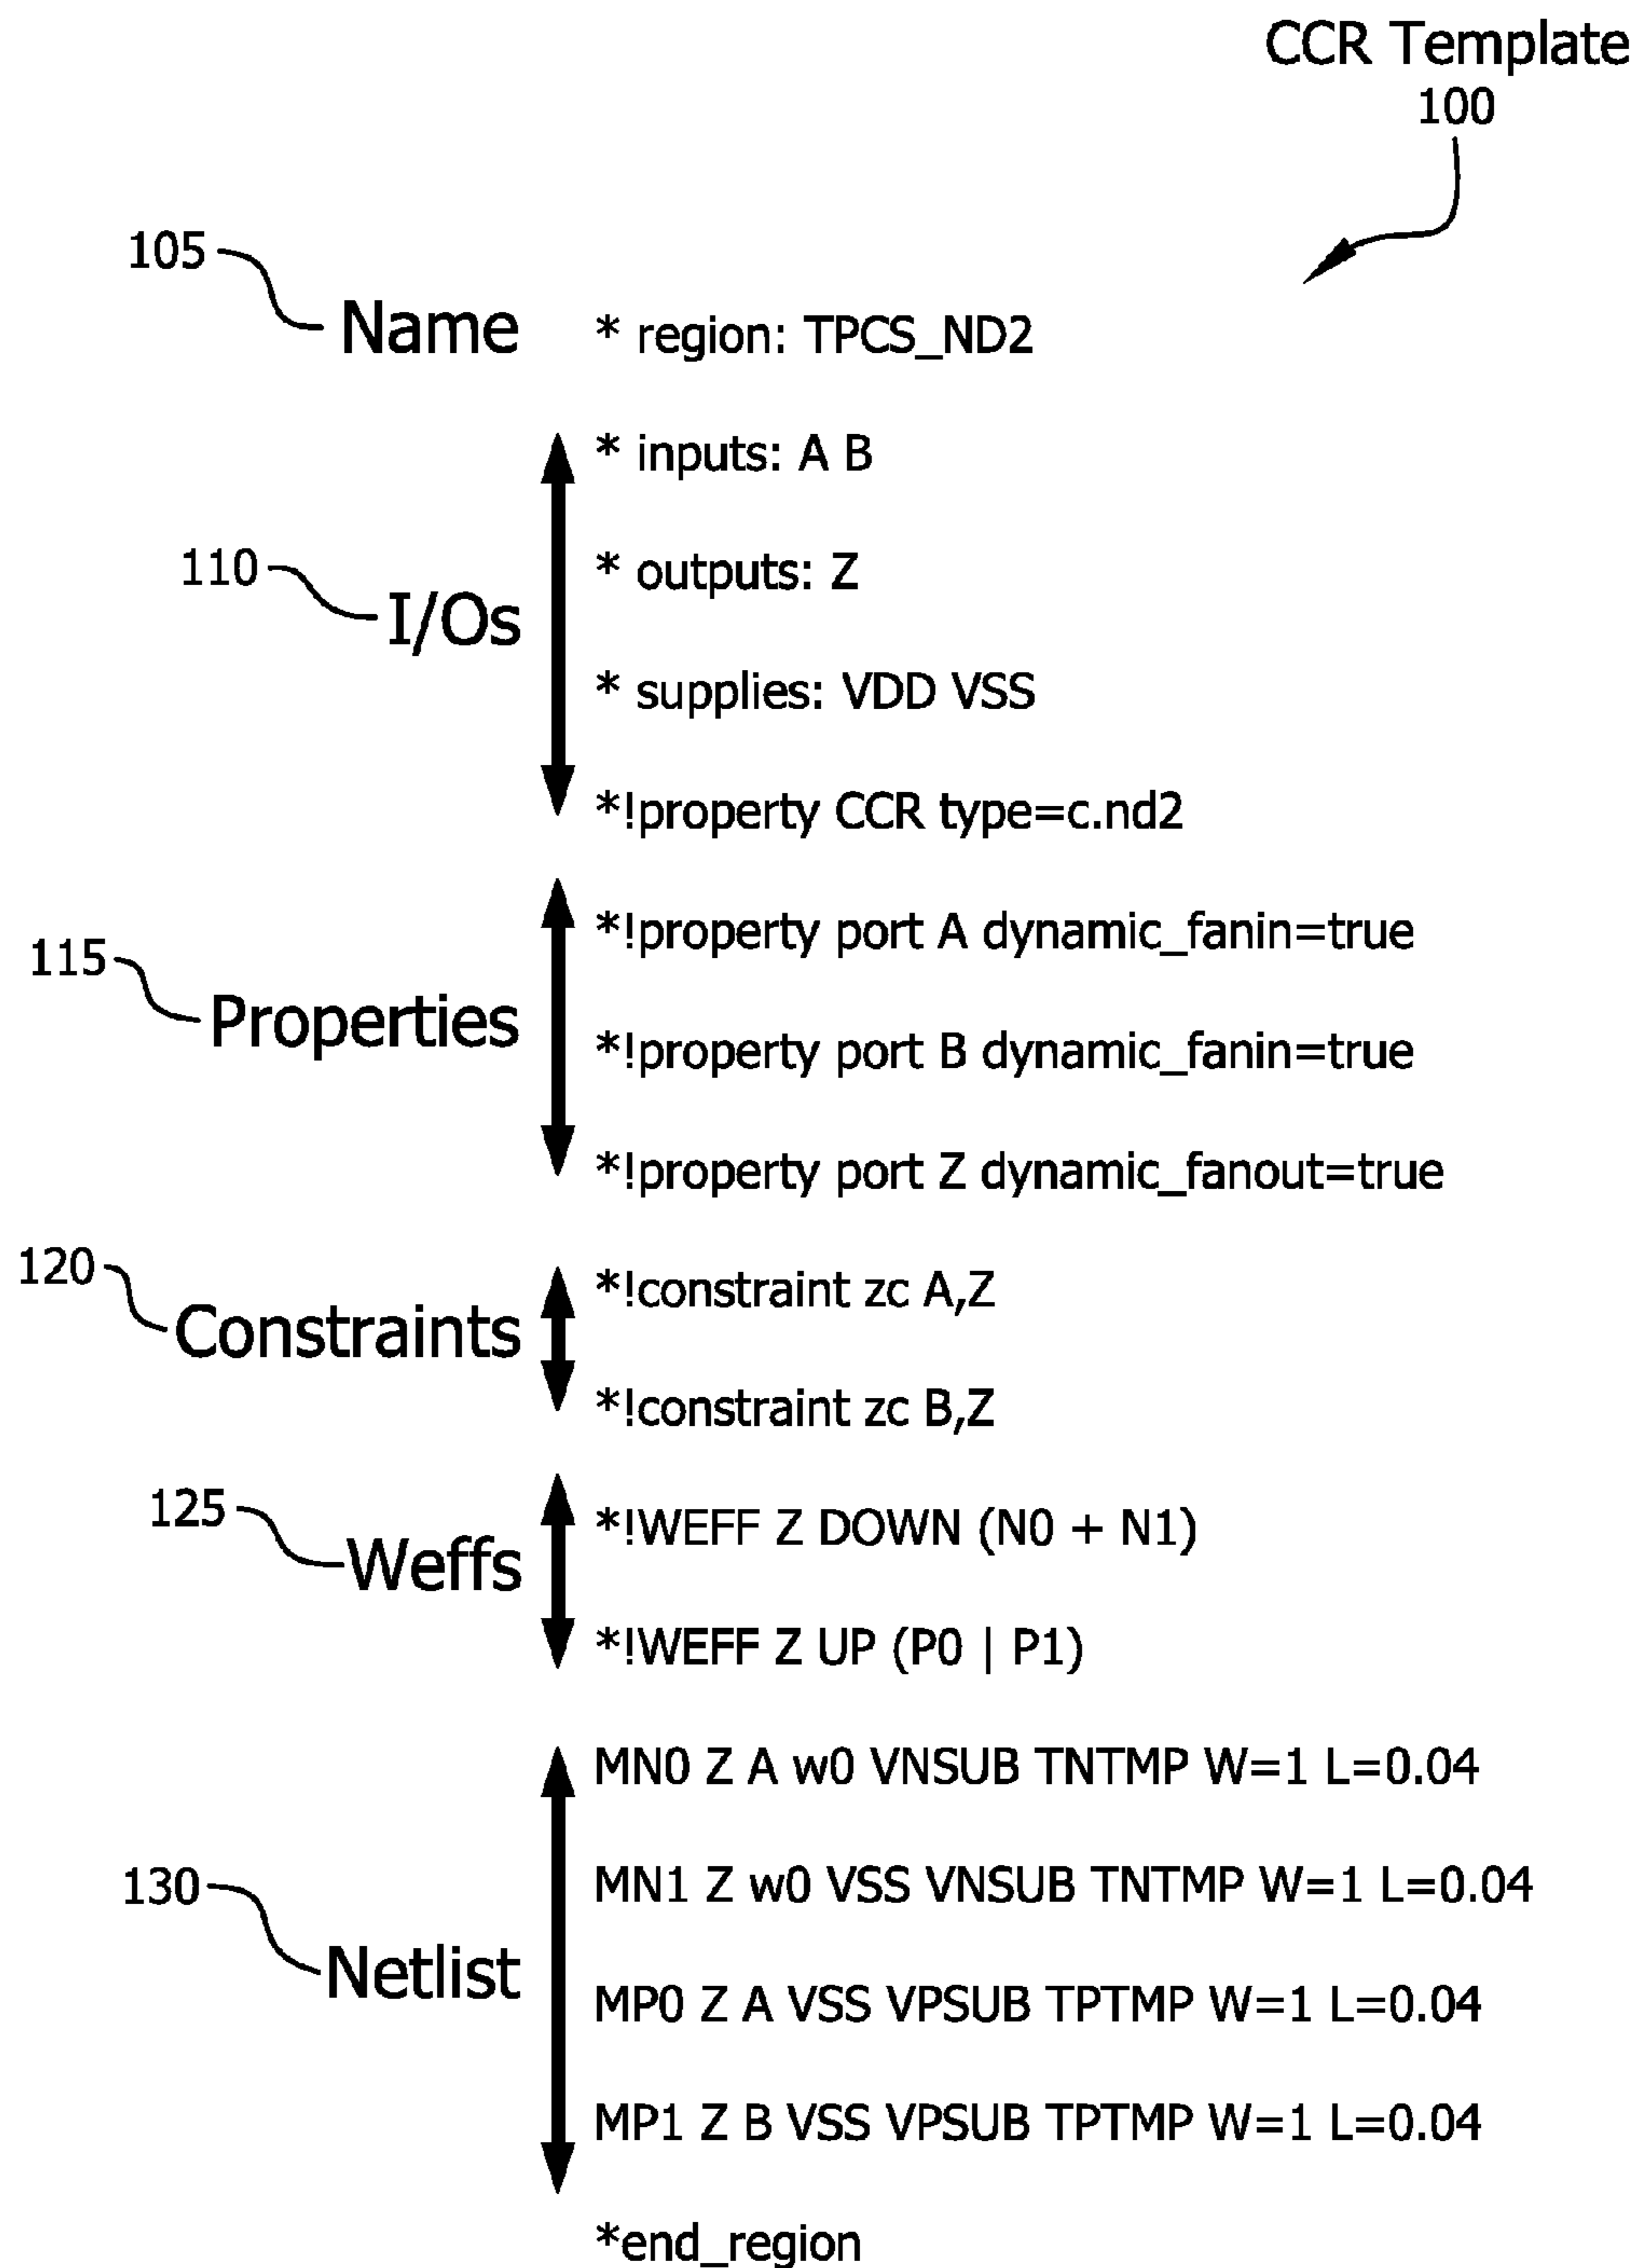 CCR Template
100
105
Name
* region: TPCS_ND2
* inputs: A B
110
I/Os
* outputs: Z
* supplies: VDD VSS
*!property CCR type=c.nd2
115
Properties
*!property port A dynamic_fanin=true
*!property port B dynamic_fanin=true
*!property port Z dynamic_fanout=true
120
Constraints
*!constraint zc A,Z
*!constraint zc B,Z
125
Weffs
*!WEFF Z DOWN (N0 + N1)
*!WEFF Z UP (P0 | P1)
130
Netlist
MN0 Z A w0 VNSUB TNTMP W=1 L=0.04
MN1 Z w0 VSS VNSUB TNTMP W=1 L=0.04
MP0 Z A VSS VPSUB TPTMP W=1 L=0.04
MP1 Z B VSS VPSUB TPTMP W=1 L=0.04
*end_region